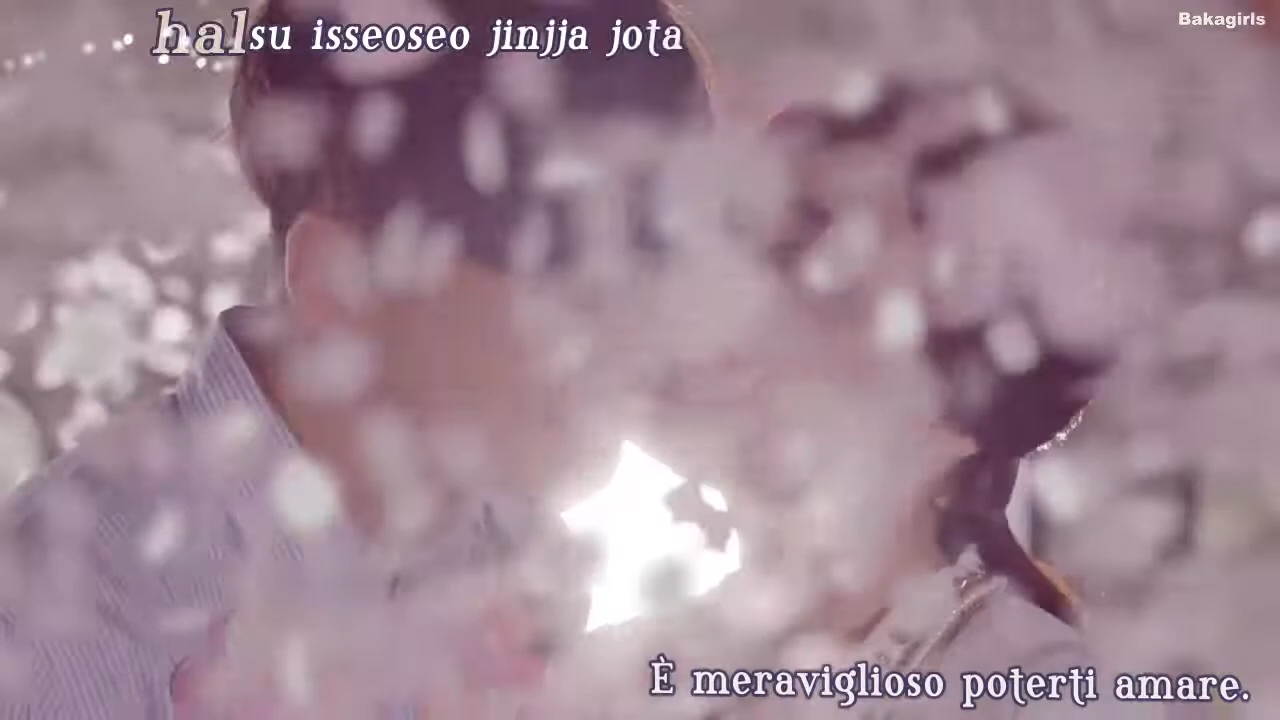 Bakagirls
halsu isseoseo jinjja jota
È meraviglioso poterti amare.